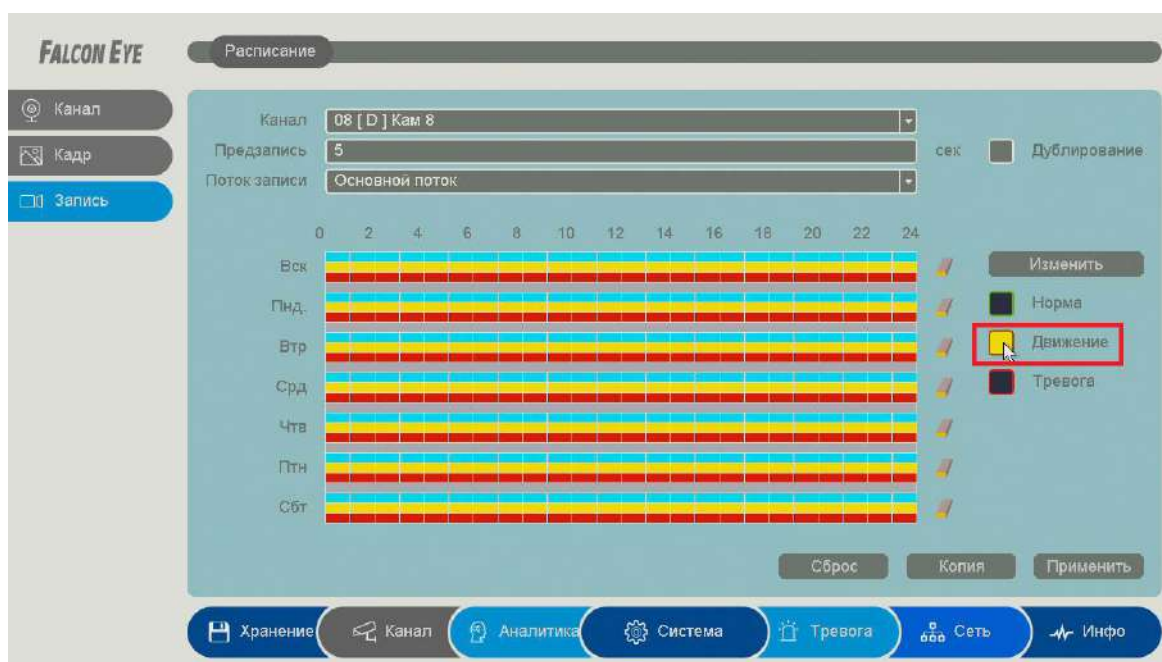 FALCON EYE
Расписание
Канал
Кадр
Запись
Канал 08 [ D ] Кам 8
Предзапись 5 сек Дублирование
Поток записи Основной поток
0 2 4 6 8 10 12 14 16 18 20 22 24
Вск Изменить
Пнд. Норма
Втр Движение
Срд Тревога
Чтв
Птн
Сбт
Сброс Копия Применить
Хранение Канал Аналитика Система Тревога Сеть Инфо